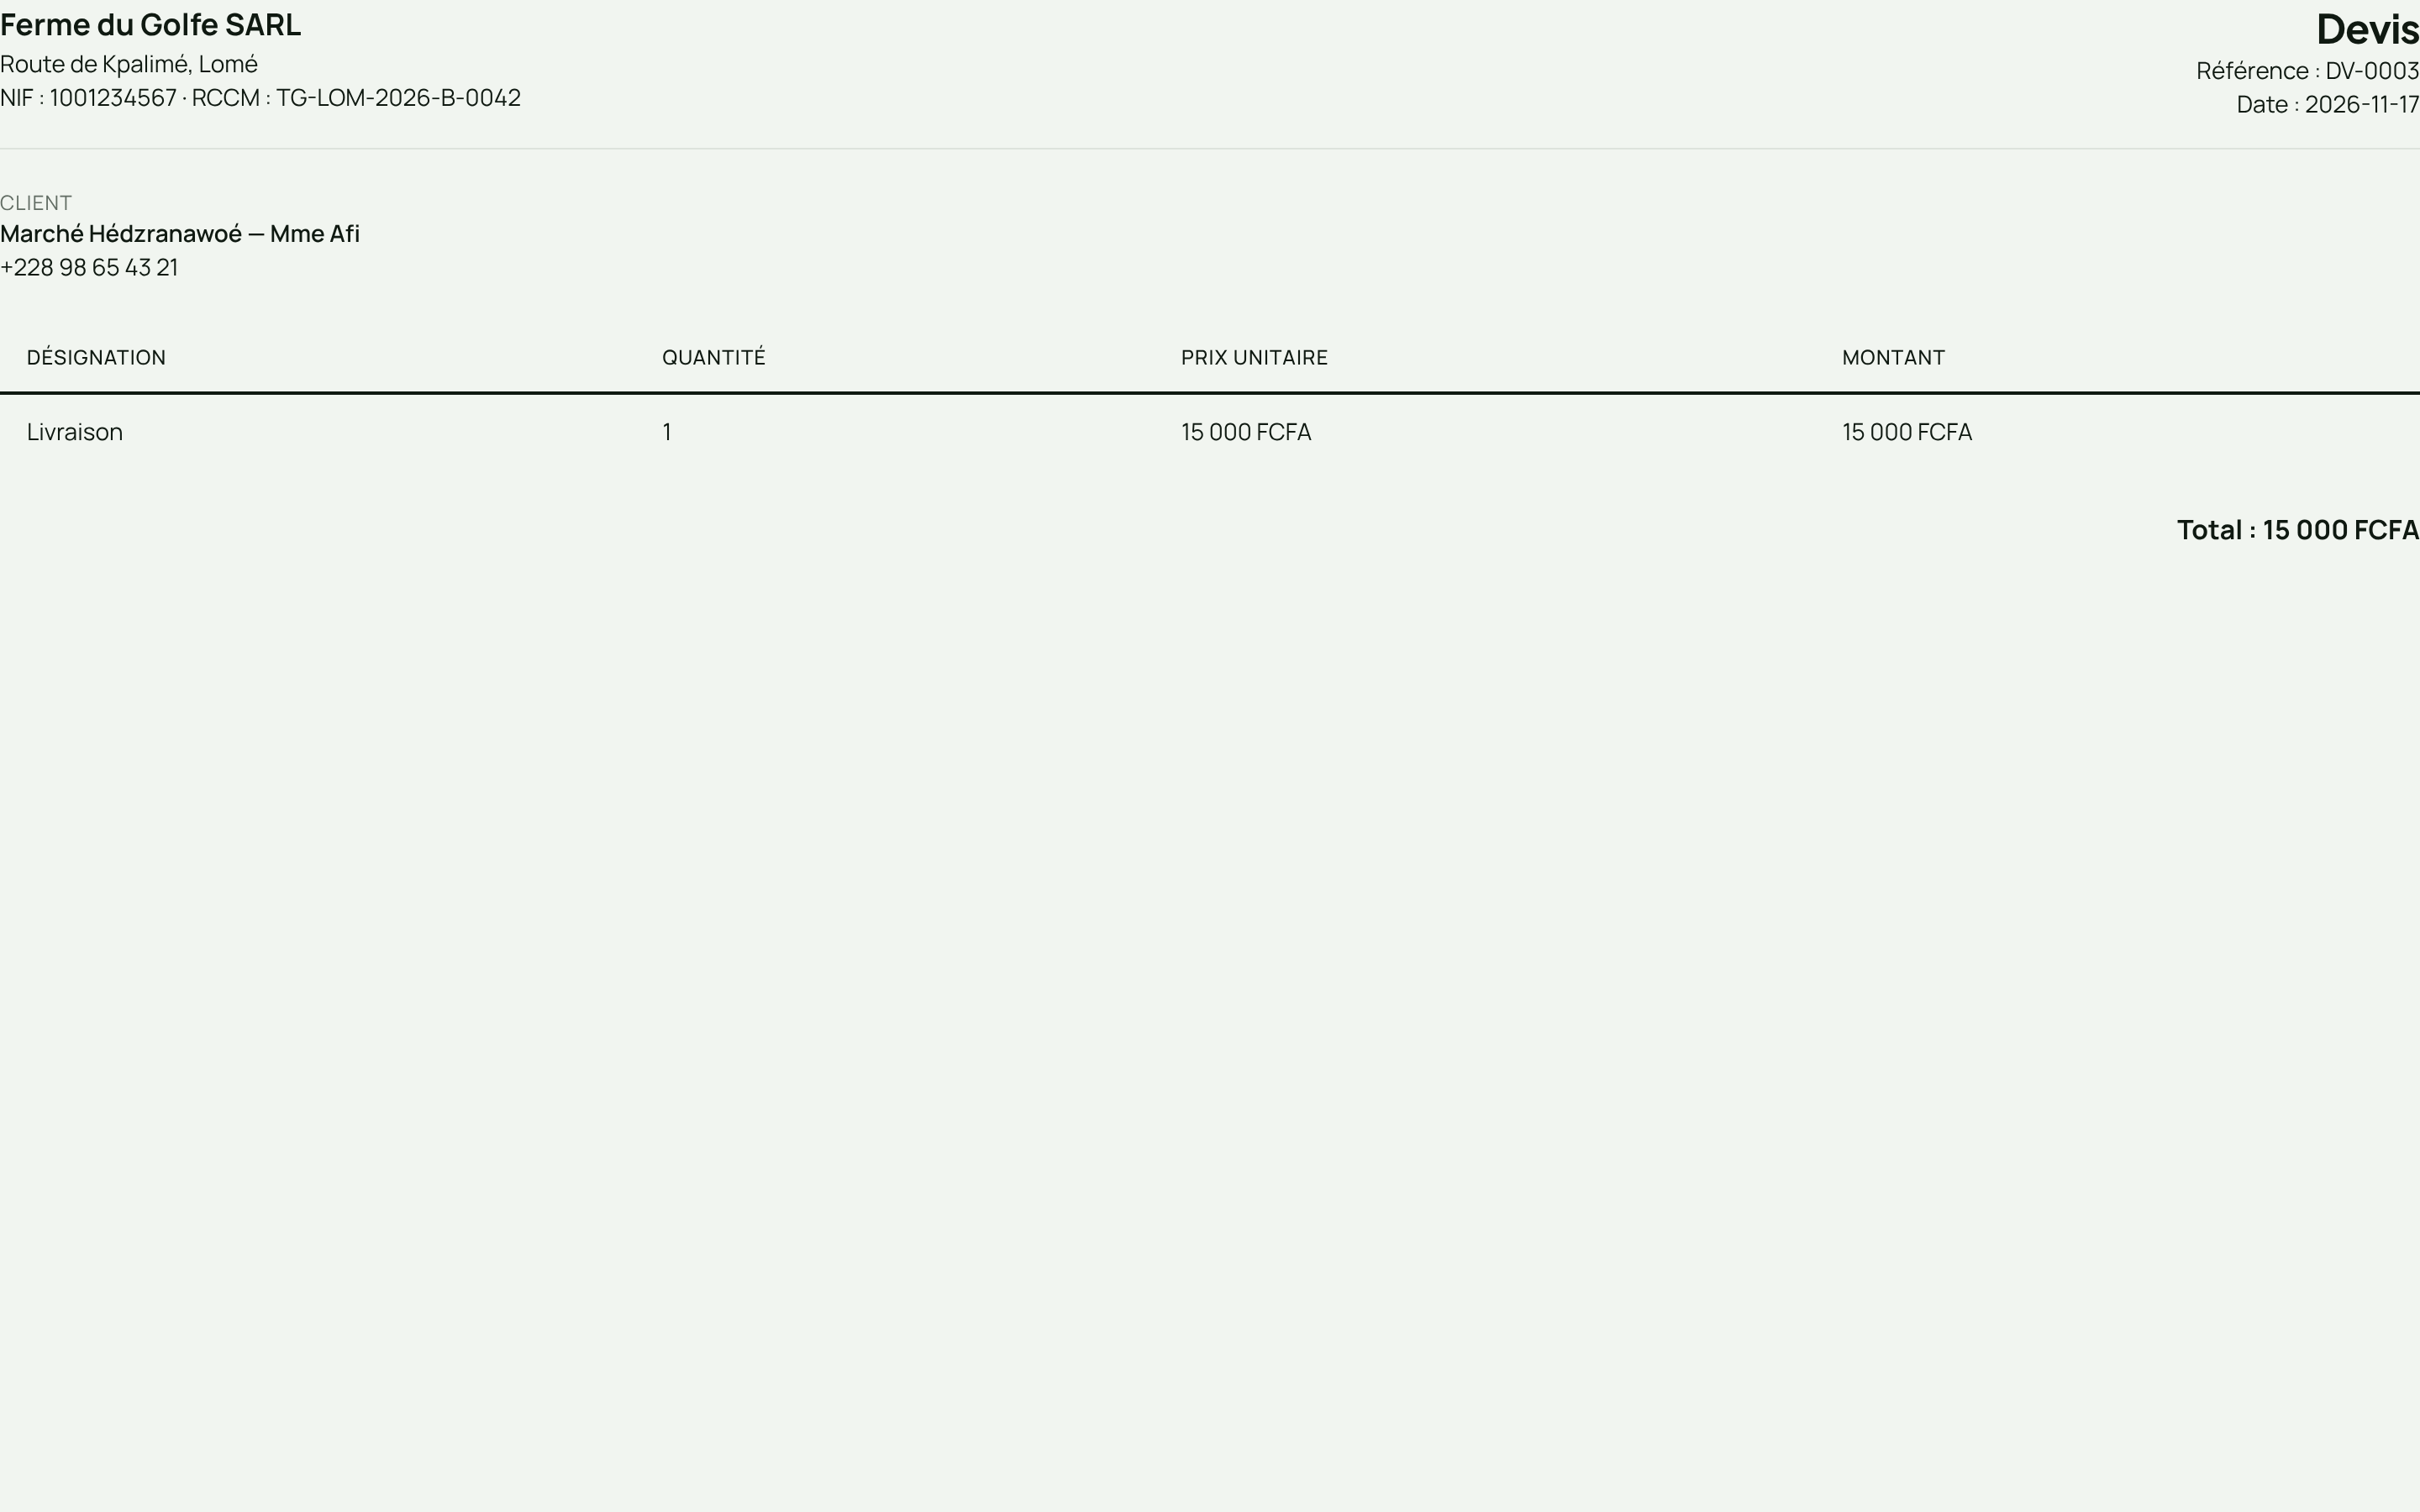 Ferme du Golfe SARL
Route de Kpalimé, Lomé
NIF : 1001234567 · RCCM : TG-LOM-2026-B-0042
Devis
Référence : DV-0003
Date : 2026-11-17
CLIENT
Marché Hédzranawoé — Mme Afi
+228 98 65 43 21
DÉSIGNATION QUANTITÉ PRIX UNITAIRE MONTANT
Livraison 1 15 000 FCFA 15 000 FCFA
Total : 15 000 FCFA